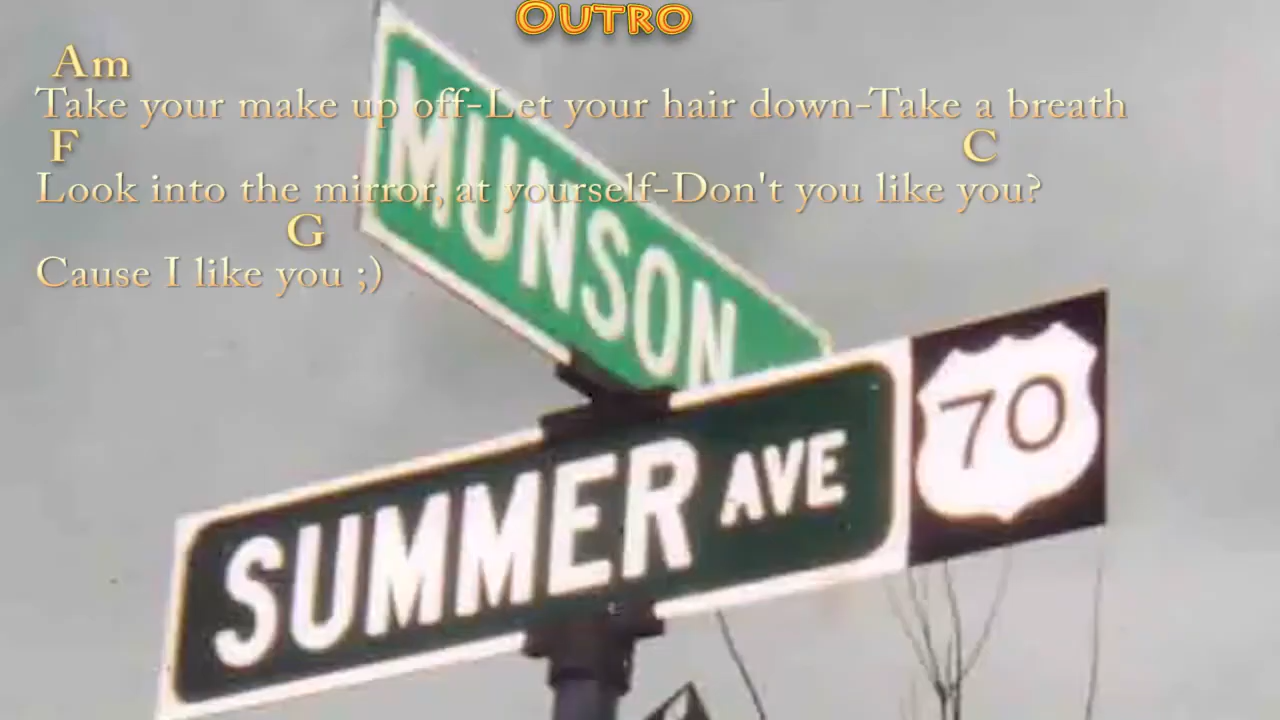 OUTRO
Am
Take your make up off-Let your hair down-Take a breath
F C
Look into the mirror, at yourself-Don't you like you?
G
Cause I like you ;)
MUNSON
SUMMER AVE 70